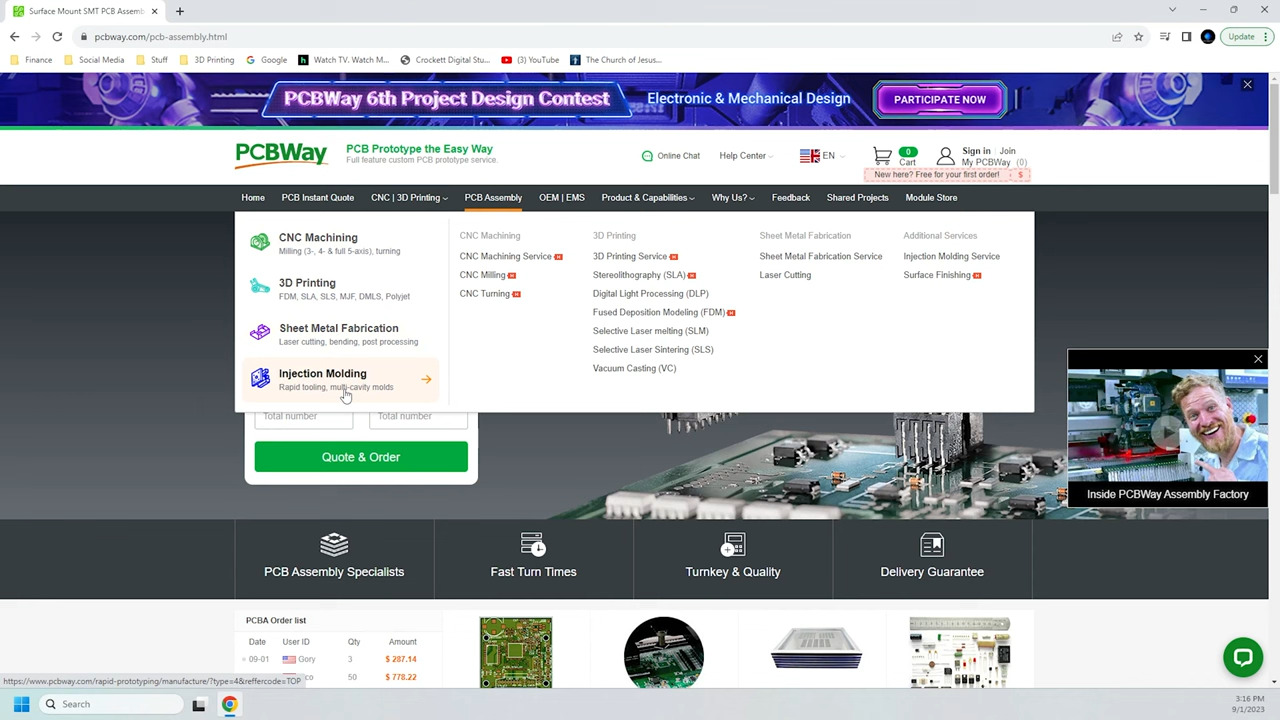 Surface Mount SMT PCB Assemb
pcbway.com/pcb-assembly.html
Update
Finance
Social Media
Stuff
3D Printing
Google
Watch TV. Watch M...
Crockett Digital Stu...
(3) YouTube
The Church of Jesus...
PCBWay 6th Project Design Contest
Electronic & Mechanical Design
PARTICIPATE NOW
PCBWay
PCB Prototype the Easy Way
Full feature custom PCB prototype service.
Online Chat
Help Center
EN
0
Cart
Sign in
Join
My PCBWay (0)
New here? Free for your first order! $
Home
PCB Instant Quote
CNC | 3D Printing
PCB Assembly
OEM | EMS
Product & Capabilities
Why Us?
Feedback
Shared Projects
Module Store
CNC Machining
Milling (3-, 4- & full 5-axis), turning
3D Printing
FDM, SLA, SLS, MJF, DMLS, Polyjet
Sheet Metal Fabrication
Laser cutting, bending, post processing
Injection Molding
Rapid tooling, multi-cavity molds
CNC Machining
CNC Machining Service
CNC Milling
CNC Turning
3D Printing
3D Printing Service
Stereolithography (SLA)
Digital Light Processing (DLP)
Fused Deposition Modeling (FDM)
Selective Laser melting (SLM)
Selective Laser Sintering (SLS)
Vacuum Casting (VC)
Sheet Metal Fabrication
Sheet Metal Fabrication Service
Laser Cutting
Additional Services
Injection Molding Service
Surface Finishing
Total number
Total number
Quote & Order
Inside PCBWay Assembly Factory
PCB Assembly Specialists
Fast Turn Times
Turnkey & Quality
Delivery Guarantee
PCBA Order list
Date
User ID
Qty
Amount
09-01
Gory
3
$ 287.14
50
$ 778.22
https://www.pcbway.com/rapid-prototyping/manufacture/?type=4&reffercode=TOP
Search
3:16 PM
9/1/2023